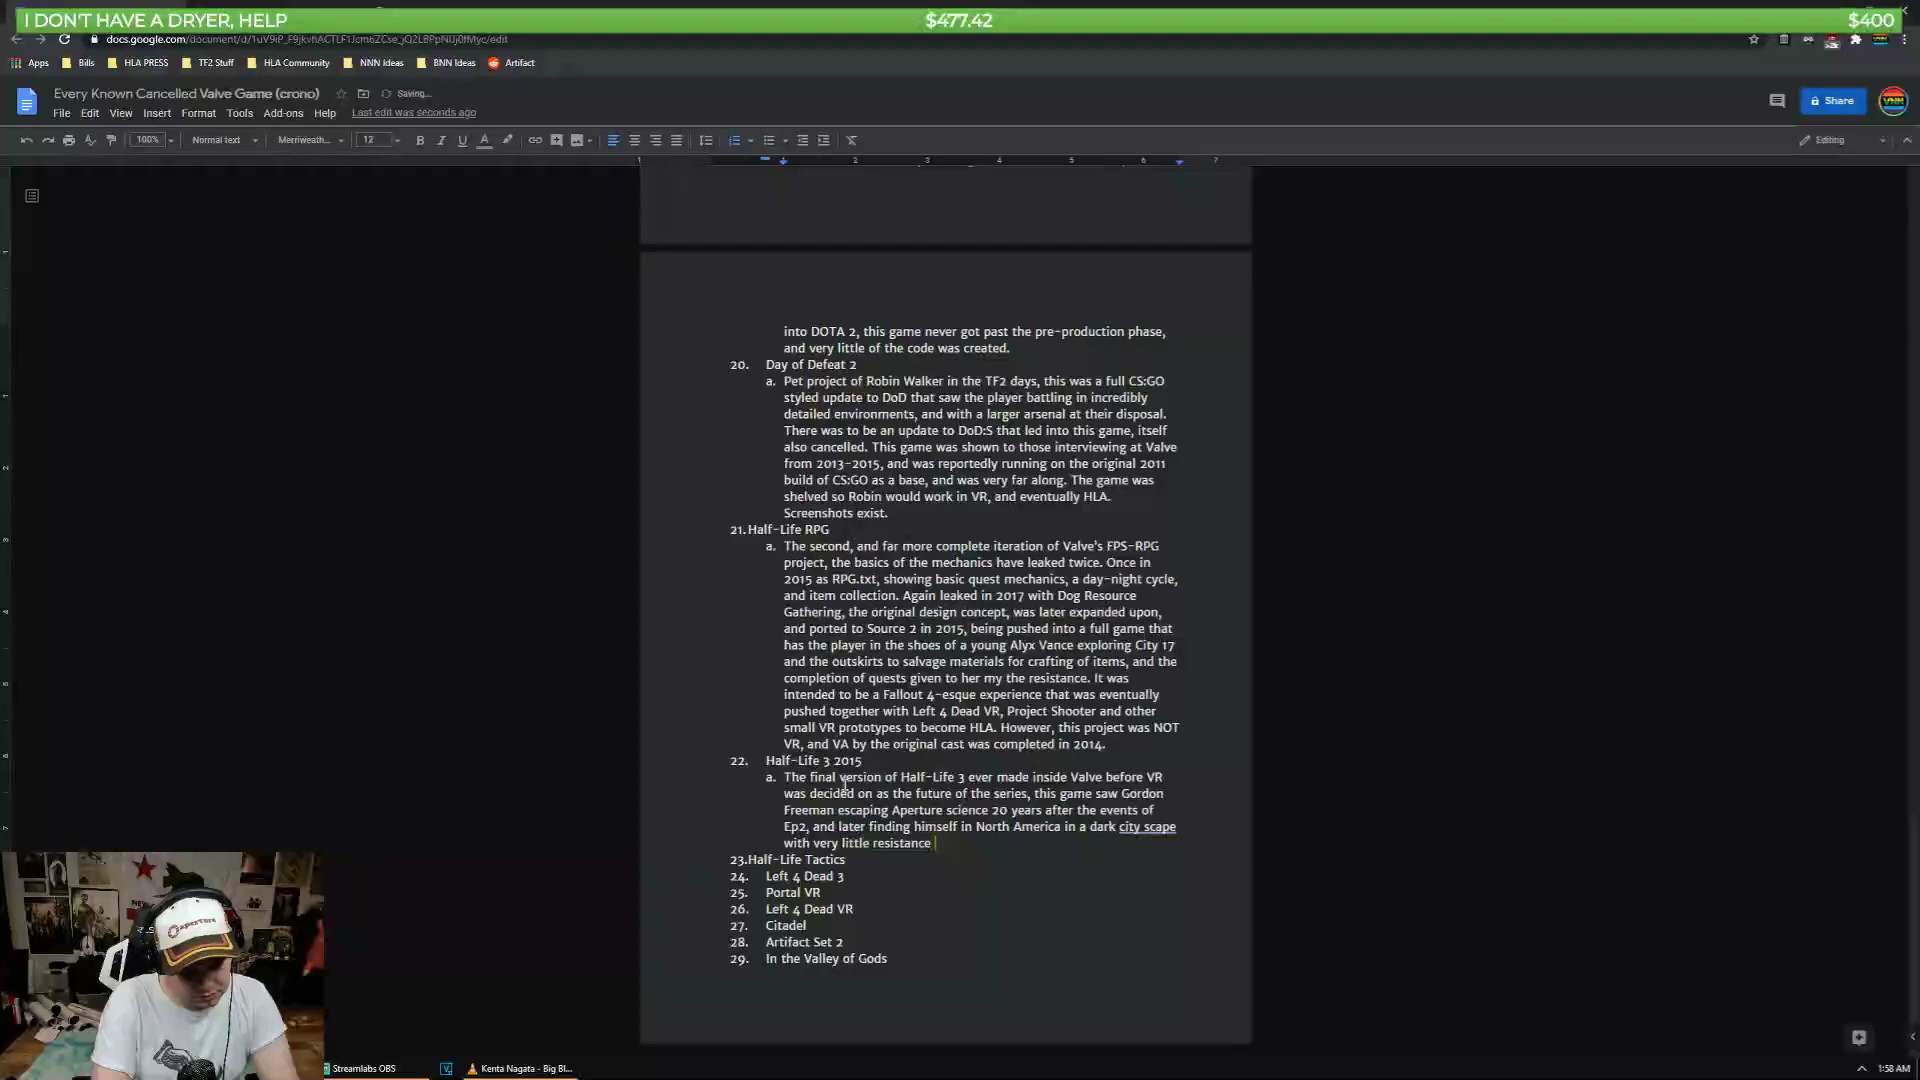 I DON'T HAVE A DRYER, HELP $477.42 $400
Apps Bills HLA PRESS TF2 Stuff HLA Community NNN Ideas BNN Ideas Artifact
Every Known Cancelled Valve Game (crono) Saving...
File Edit View Insert Format Tools Add-ons Help Last edit was seconds ago
Share
VNN
100% Normal text Merriweath... 12 Editing
1 1 2 3 4 5 6 7
into DOTA 2, this game never got past the pre-production phase,
and very little of the code was created.
20. Day of Defeat 2
a. Pet project of Robin Walker in the TF2 days, this was a full CS:GO
styled update to DoD that saw the player battling in incredibly
detailed environments, and with a larger arsenal at their disposal.
There was to be an update to DoD:S that led into this game, itself
also cancelled. This game was shown to those interviewing at Valve
from 2013-2015, and was reportedly running on the original 2011
build of CS:GO as a base, and was very far along. The game was
shelved so Robin would work in VR, and eventually HLA.
Screenshots exist.
21. Half-Life RPG
a. The second, and far more complete iteration of Valve's FPS-RPG
project, the basics of the mechanics have leaked twice. Once in
2015 as RPG.txt, showing basic quest mechanics, a day-night cycle,
and item collection. Again leaked in 2017 with Dog Resource
Gathering, the original design concept, was later expanded upon,
and ported to Source 2 in 2015, being pushed into a full game that
has the player in the shoes of a young Alyx Vance exploring City 17
and the outskirts to salvage materials for crafting of items, and the
completion of quests given to her my the resistance. It was
intended to be a Fallout 4-esque experience that was eventually
pushed together with Left 4 Dead VR, Project Shooter and other
small VR prototypes to become HLA. However, this project was NOT
VR, and VA by the original cast was completed in 2014.
22. Half-Life 3 2015
a. The final version of Half-Life 3 ever made inside Valve before VR
was decided on as the future of the series, this game saw Gordon
Freeman escaping Aperture science 20 years after the events of
Ep2, and later finding himself in North America in a dark city scape
with very little resistance
23. Half-Life Tactics
24. Left 4 Dead 3
25. Portal VR
26. Left 4 Dead VR
27. Citadel
28. Artifact Set 2
29. In the Valley of Gods
aperture
Streamlabs OBS Kenta Nagata - Big Bl... 1:58 AM